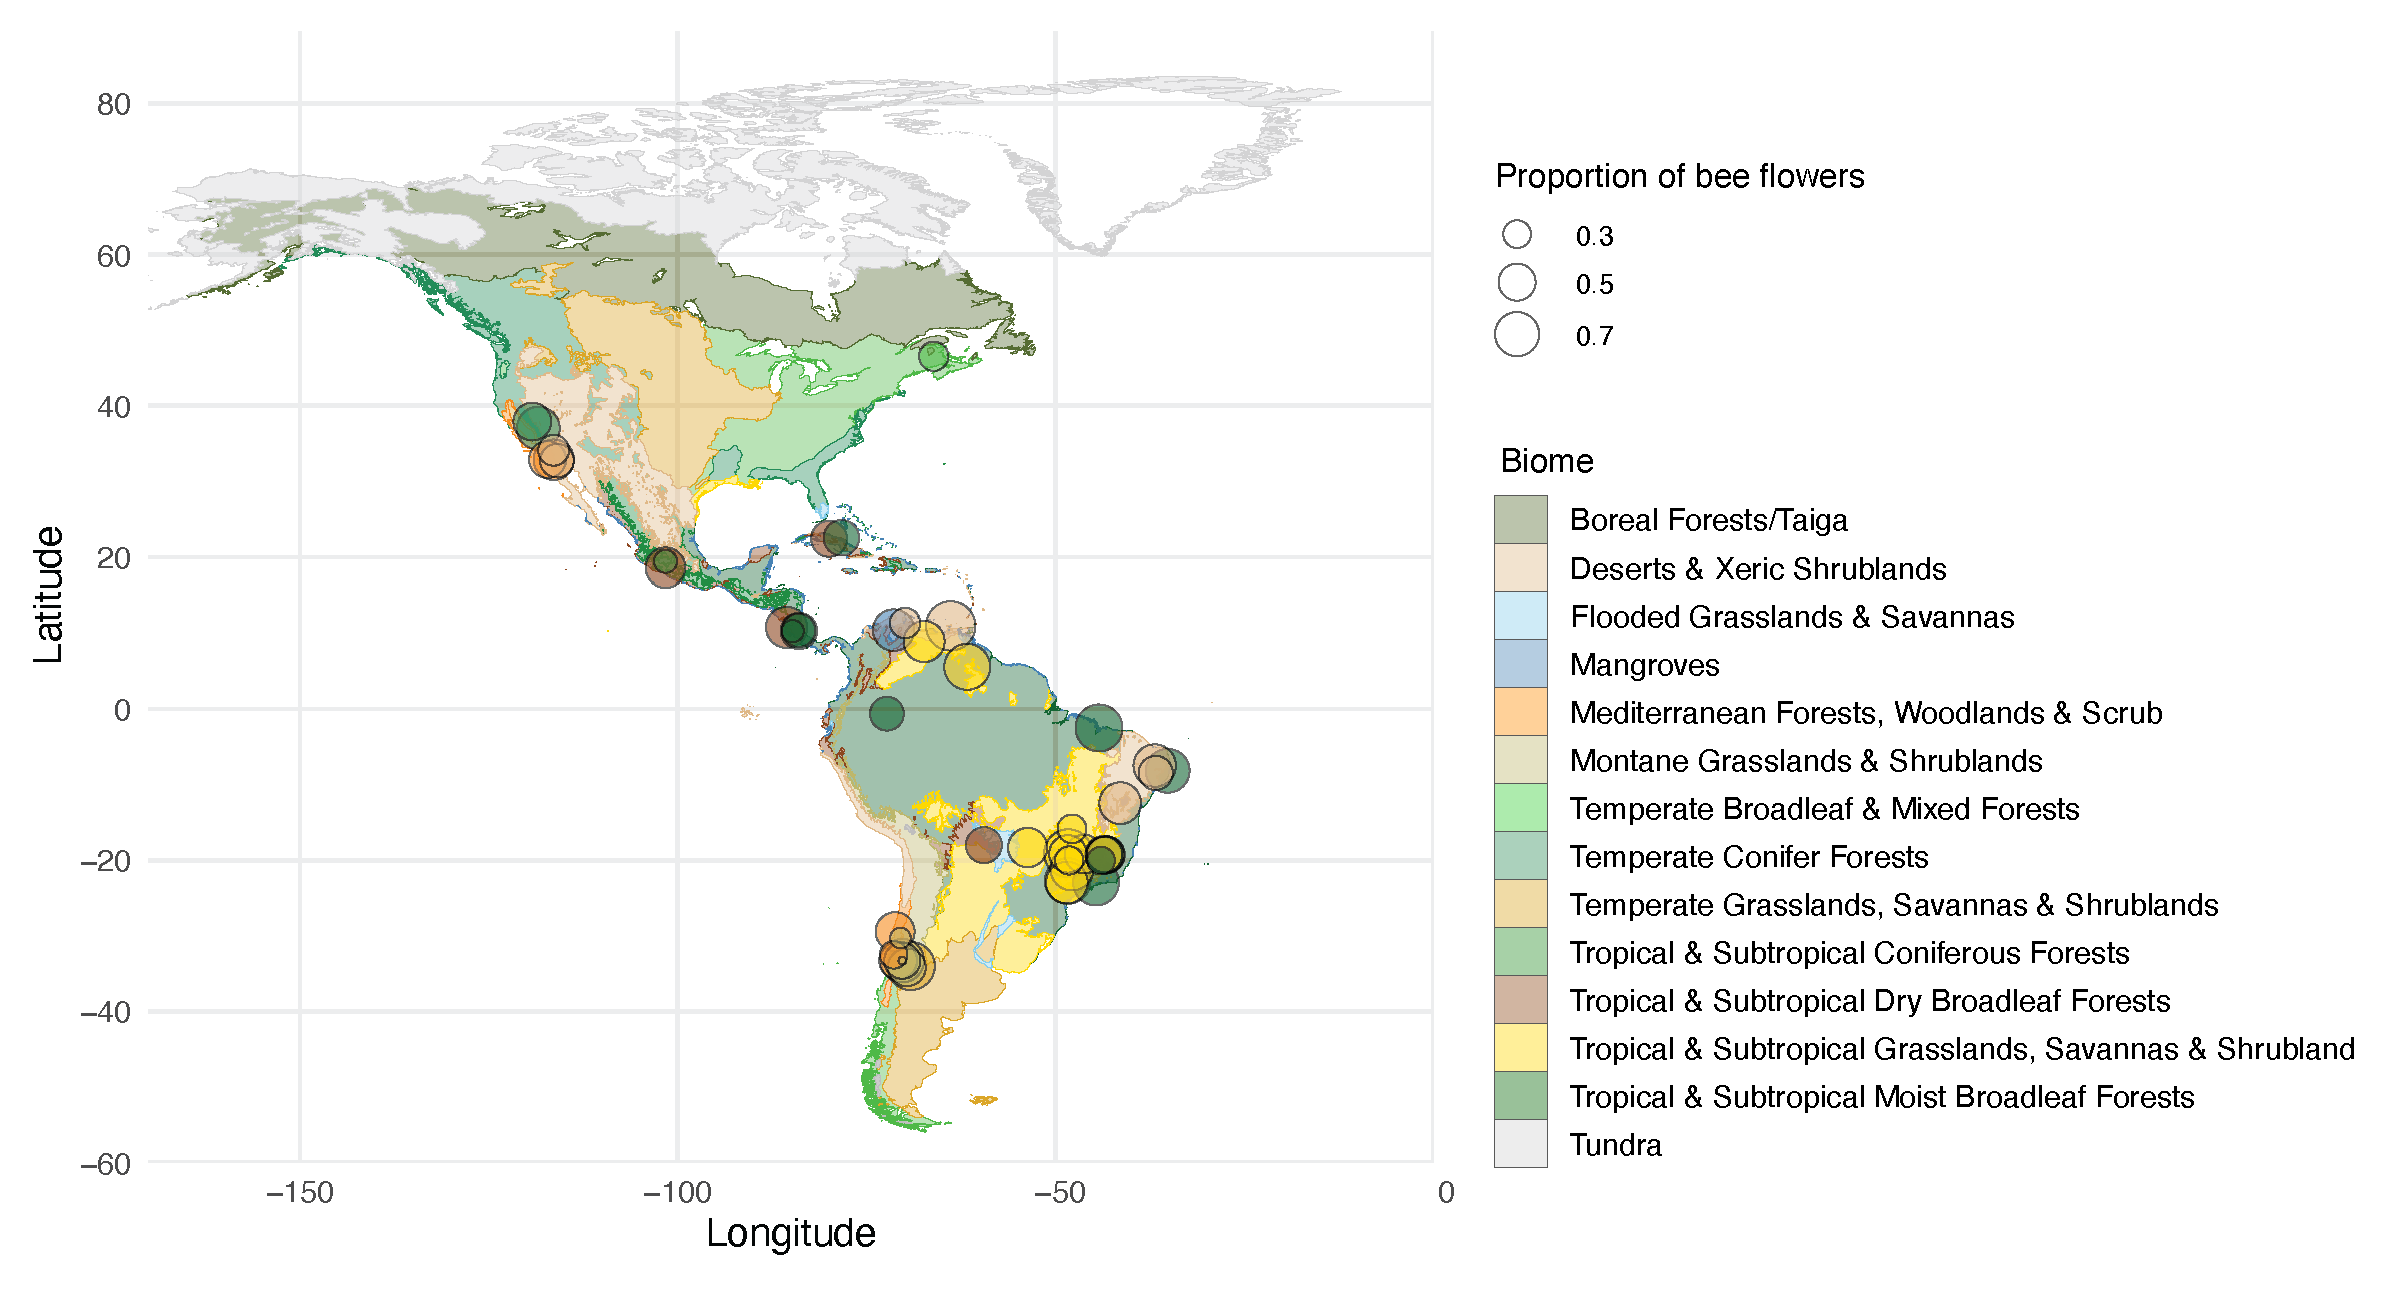 80
60
40
20
0
−20
−40
−60
Latitude
−150
−100
−50
0
Longitude
Proportion of bee flowers
0.3
0.5
0.7
Biome
Boreal Forests/Taiga
Deserts & Xeric Shrublands
Flooded Grasslands & Savannas
Mangroves
Mediterranean Forests, Woodlands & Scrub
Montane Grasslands & Shrublands
Temperate Broadleaf & Mixed Forests
Temperate Conifer Forests
Temperate Grasslands, Savannas & Shrublands
Tropical & Subtropical Coniferous Forests
Tropical & Subtropical Dry Broadleaf Forests
Tropical & Subtropical Grasslands, Savannas & Shrubland
Tropical & Subtropical Moist Broadleaf Forests
Tundra